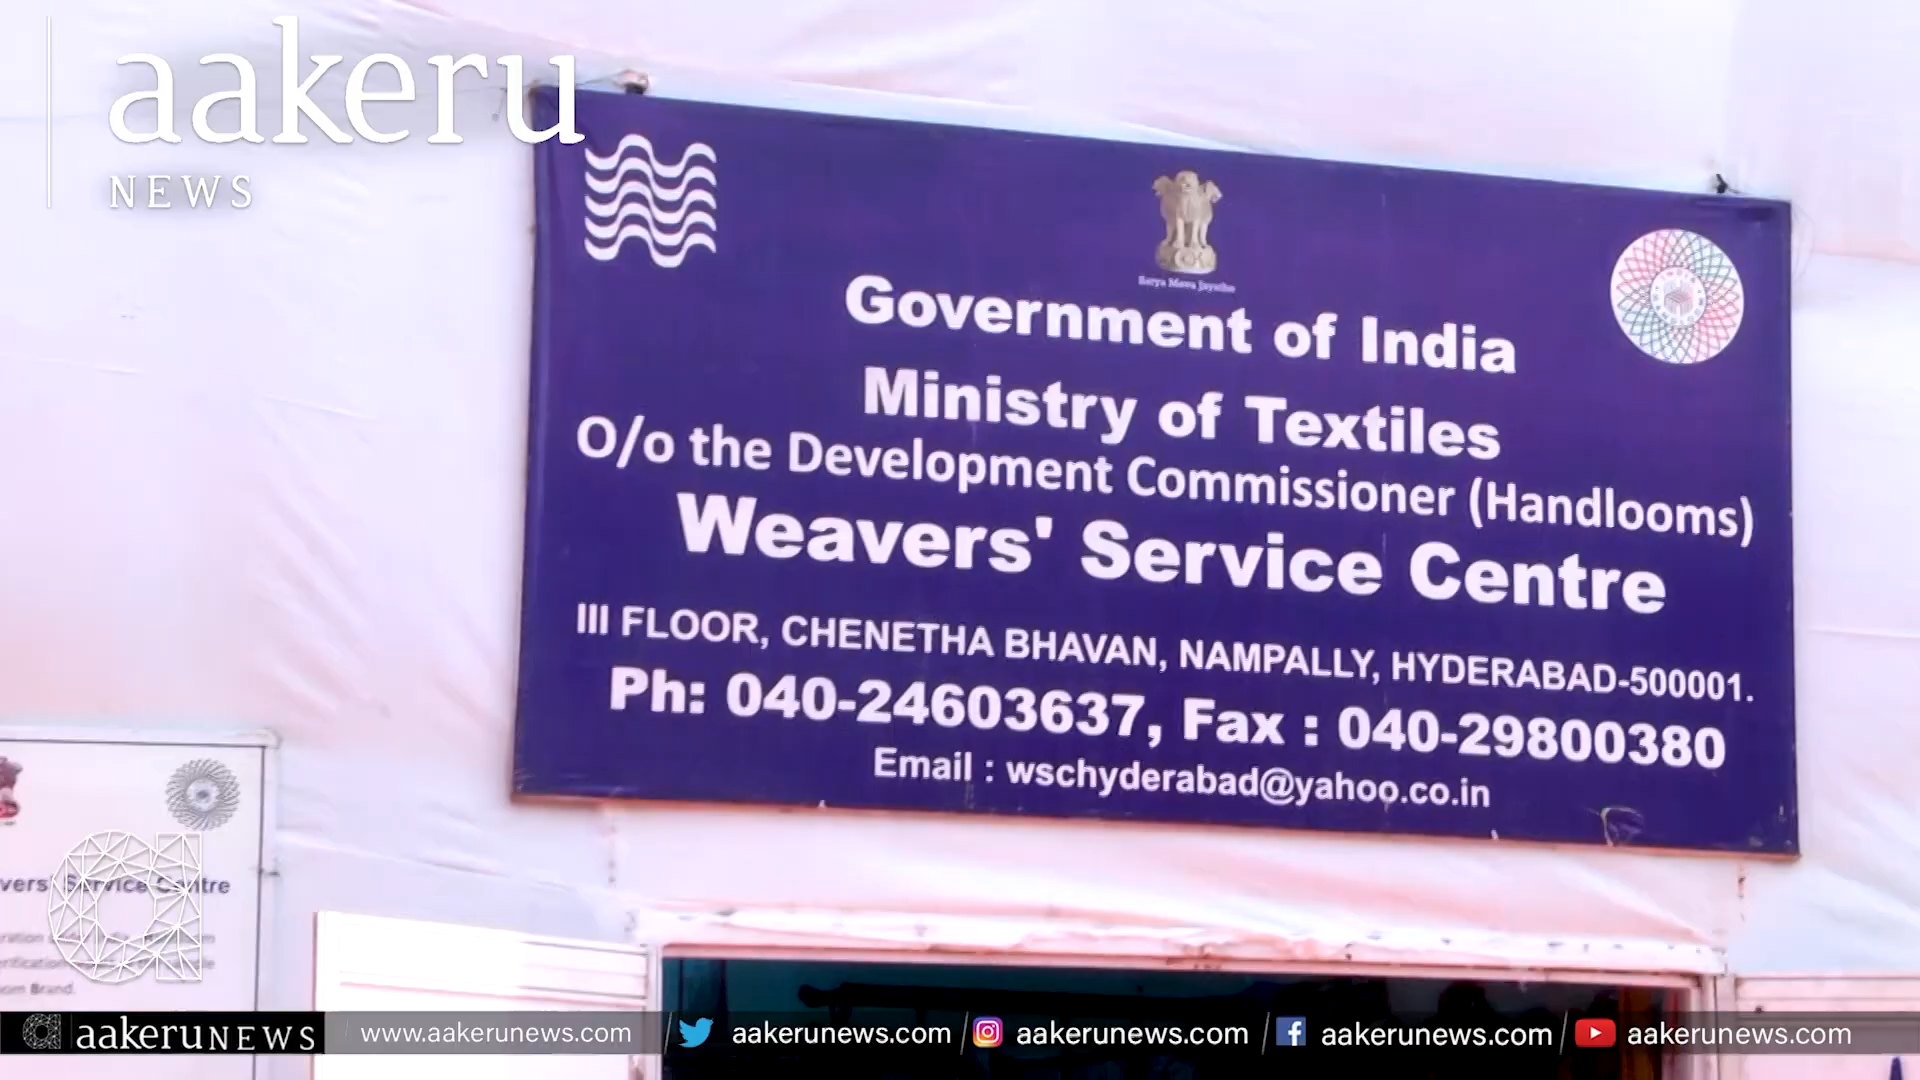 aakeru
NEWS
Satya Meva Jayathe
Government of India
Ministry of Textiles
O/o the Development Commissioner (Handlooms)
Weavers' Service Centre
III FLOOR, CHENETHA BHAVAN, NAMPALLY, HYDERABAD-500001.
Ph: 040-24603637, Fax : 040-29800380
Email : wschyderabad@yahoo.co.in
vers' Service Centre
Brand.
aakeruNEWS www.aakerunews.com aakerunews.com aakerunews.com aakerunews.com aakerunews.com